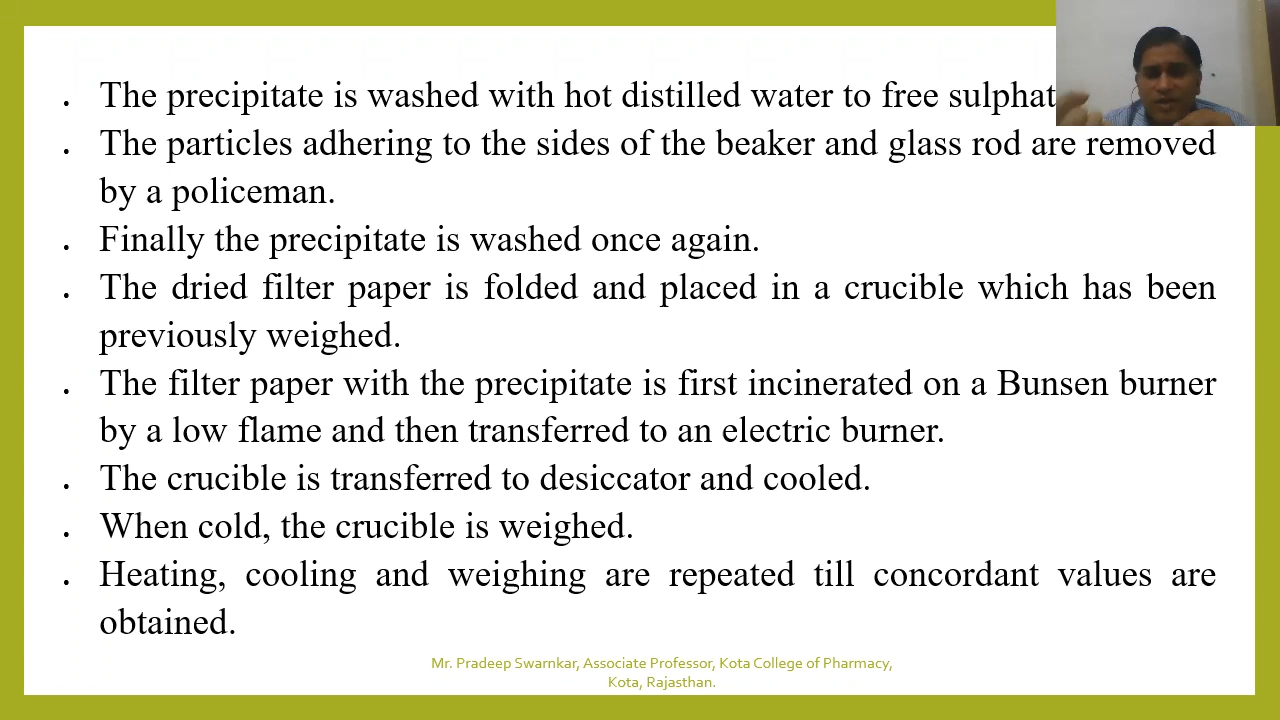 . The precipitate is washed with hot distilled water to free sulphat
. The particles adhering to the sides of the beaker and glass rod are removed
by a policeman.
. Finally the precipitate is washed once again.
. The dried filter paper is folded and placed in a crucible which has been
previously weighed.
. The filter paper with the precipitate is first incinerated on a Bunsen burner
by a low flame and then transferred to an electric burner.
. The crucible is transferred to desiccator and cooled.
. When cold, the crucible is weighed.
. Heating, cooling and weighing are repeated till concordant values are
obtained.
Mr. Pradeep Swarnkar, Associate Professor, Kota College of Pharmacy,
Kota, Rajasthan.